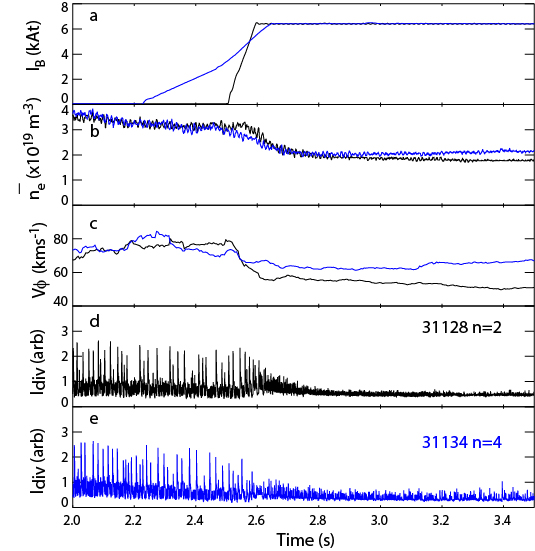 a
I_B (kAt)
8
6
4
2
0
b
n̅_e (x10^19 m^-3)
4
3
2
1
0
c
Vϕ (kms^-1)
80
60
40
d
31128 n=2
Idiv (arb)
3
2
1
0
e
31134 n=4
Idiv (arb)
3
2
1
0
2.0 2.2 2.4 2.6 2.8 3.0 3.2 3.4
Time (s)